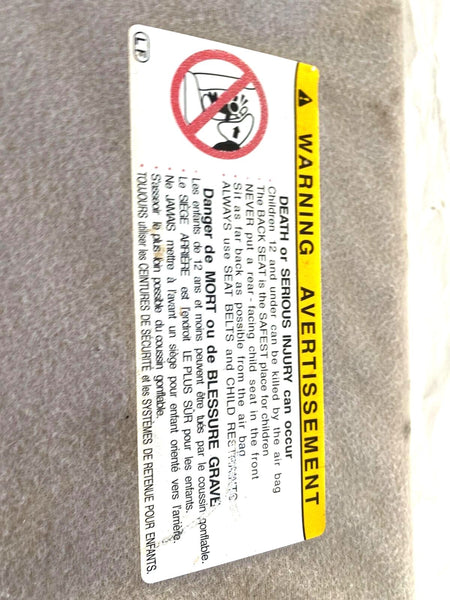 ⚠ WARNING AVERTISSEMENT
DEATH or SERIOUS INJURY can occur
· Children 12 and under can be killed by the air bag
· The BACK SEAT is the SAFEST place for children
· NEVER put a rear-facing child seat in the front
· Sit as far back as possible from the air bag
· ALWAYS use SEAT BELTS and CHILD RESTRAINTS
Danger de MORT ou de BLESSURE GRAVE
· Les enfants de 12 ans et moins peuvent être tués par le coussin gonflable.
· Le SIÈGE ARRIÈRE est l'endroit LE PLUS SÛR pour les enfants.
· Ne JAMAIS mettre à l'avant un siège pour enfant orienté vers l'arrière.
· S'asseoir le plus loin possible du coussin gonflable.
· TOUJOURS utiliser les CEINTURES DE SÉCURITÉ et les SYSTÈMES DE RETENUE POUR ENFANTS.
LF